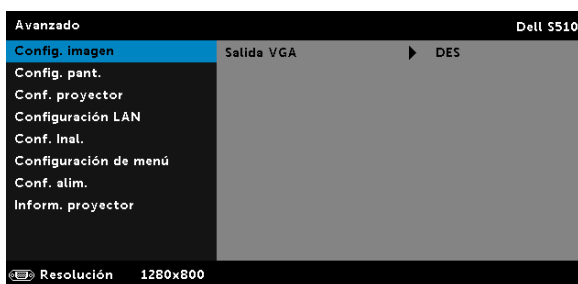 Avanzado Dell S510
Config. imagen Salida VGA DES
Config. pant.
Conf. proyector
Configuración LAN
Conf. Inal.
Configuración de menú
Conf. alim.
Inform. proyector
Resolución 1280x800